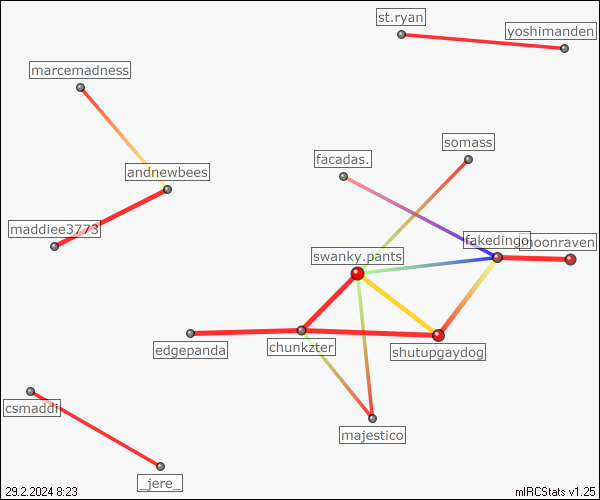 st.ryan
yoshimanden
marcemadness
somass
facadas.
andnewbees
maddiee3773
fakedingo
moonraven
swanky.pants
edgepanda
chunkzter
shutupgaydog
csmaddi
majestico
_jere_
29.2.2024 8:23
mIRCStats v1.25